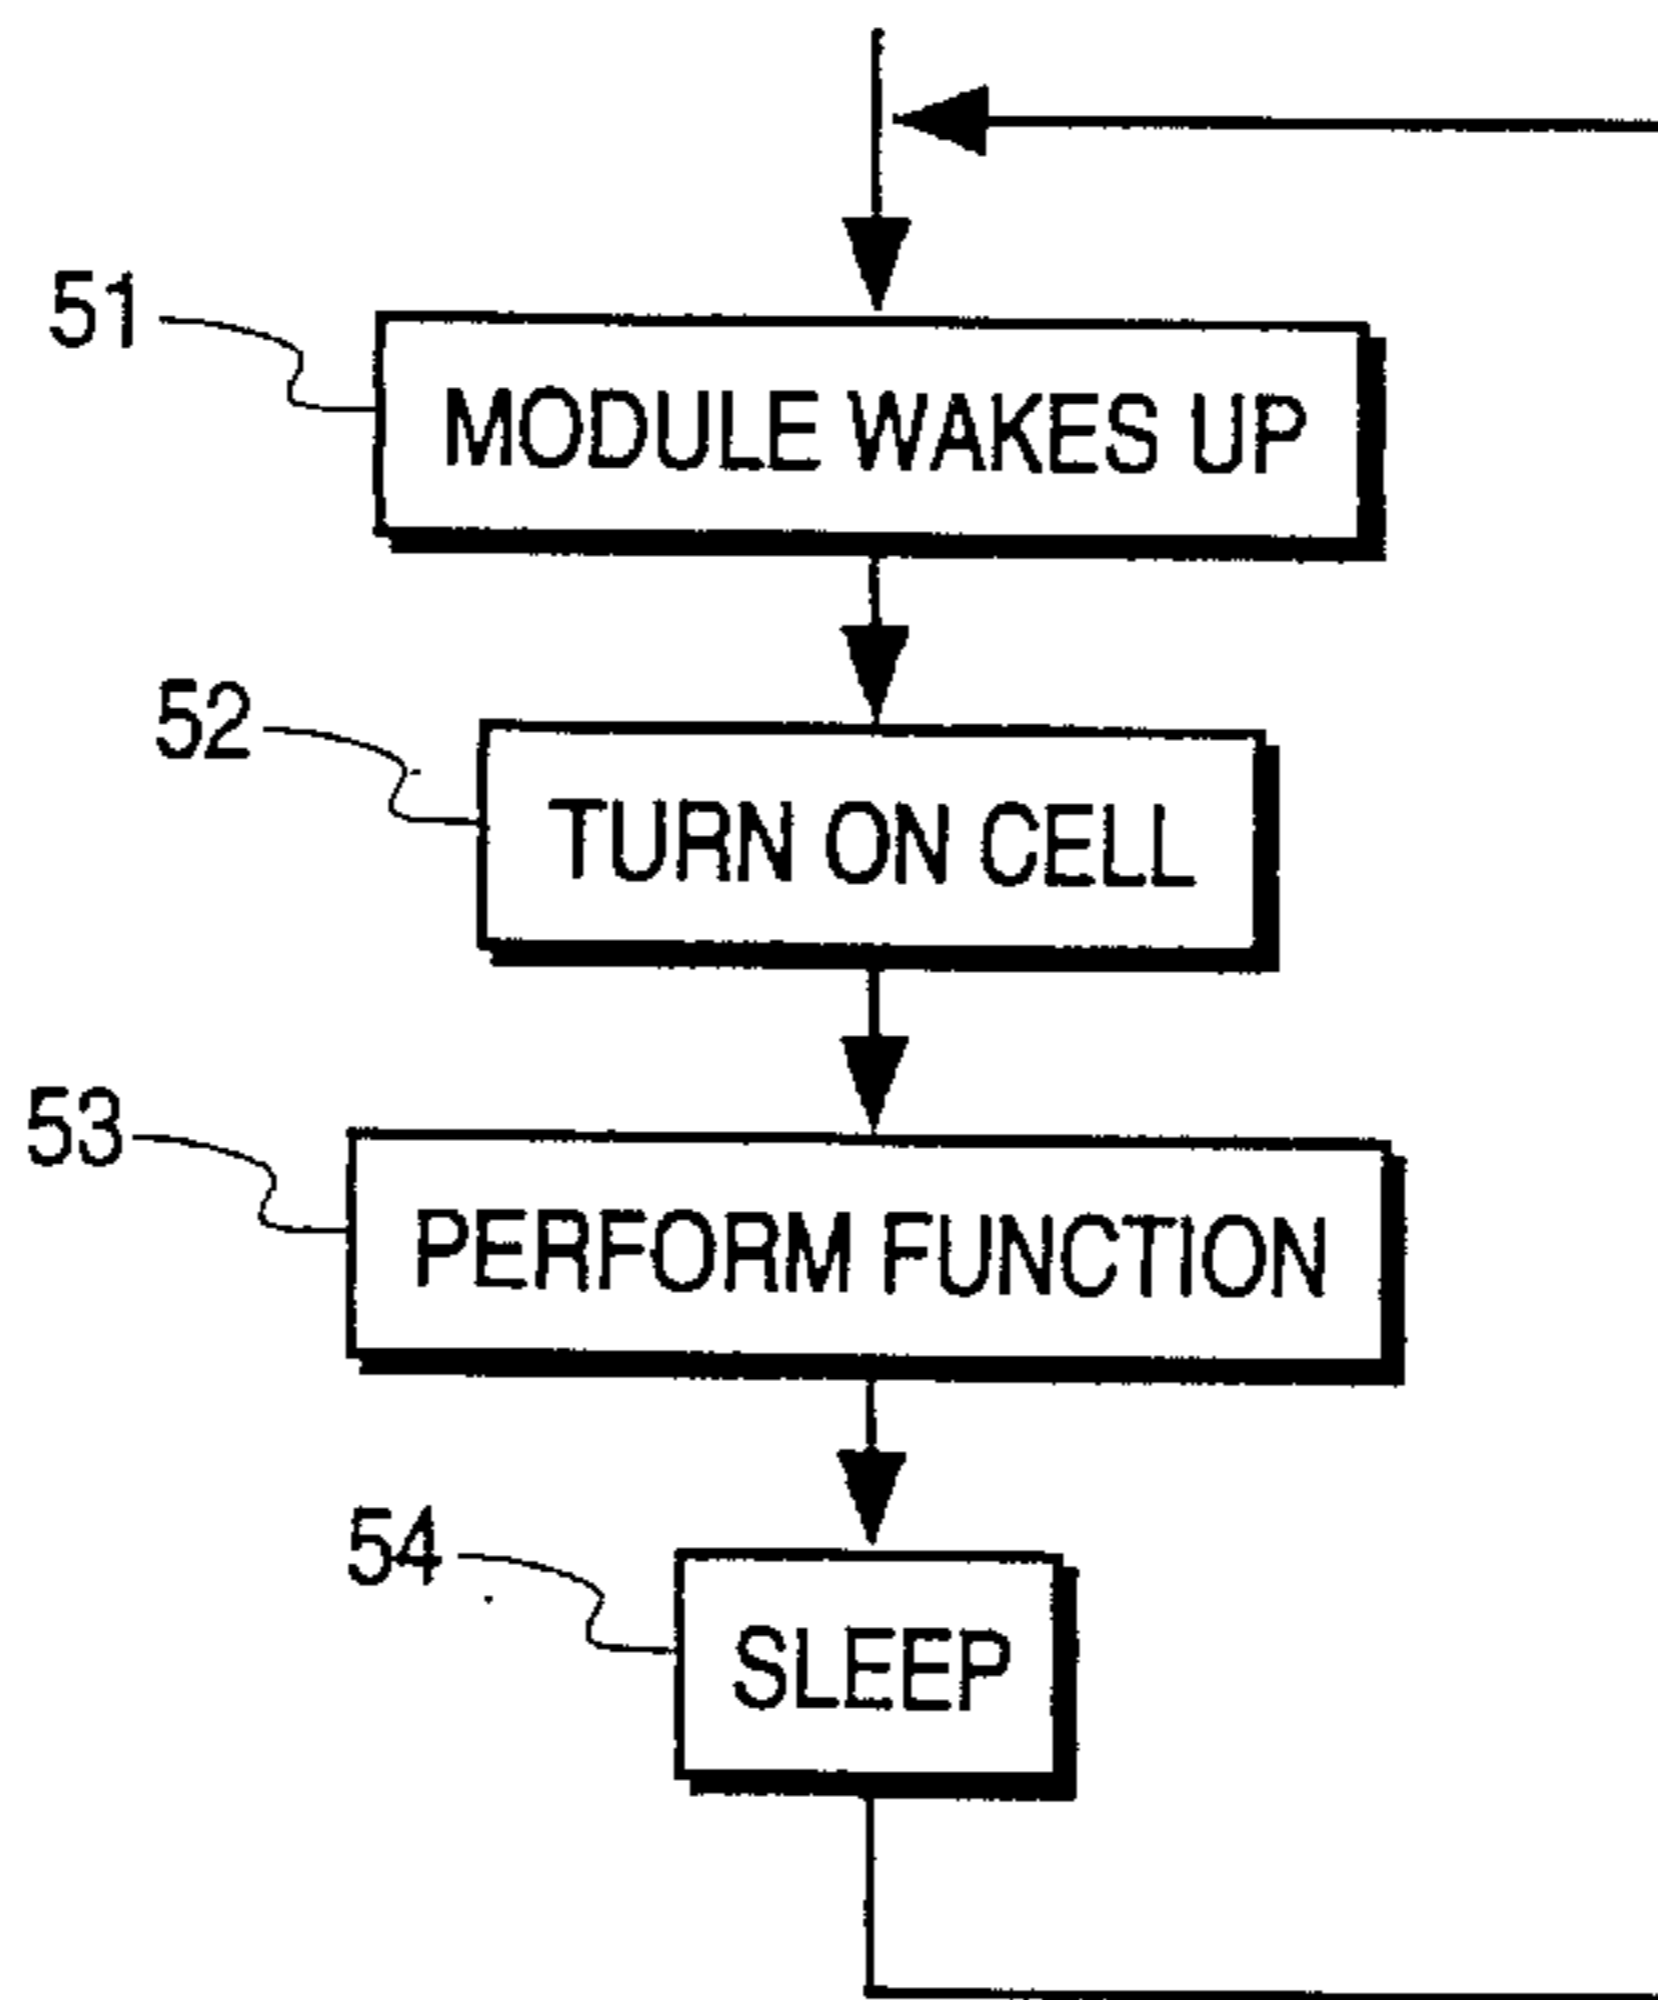 51
MODULE WAKES UP
52
TURN ON CELL
53
PERFORM FUNCTION
54
SLEEP